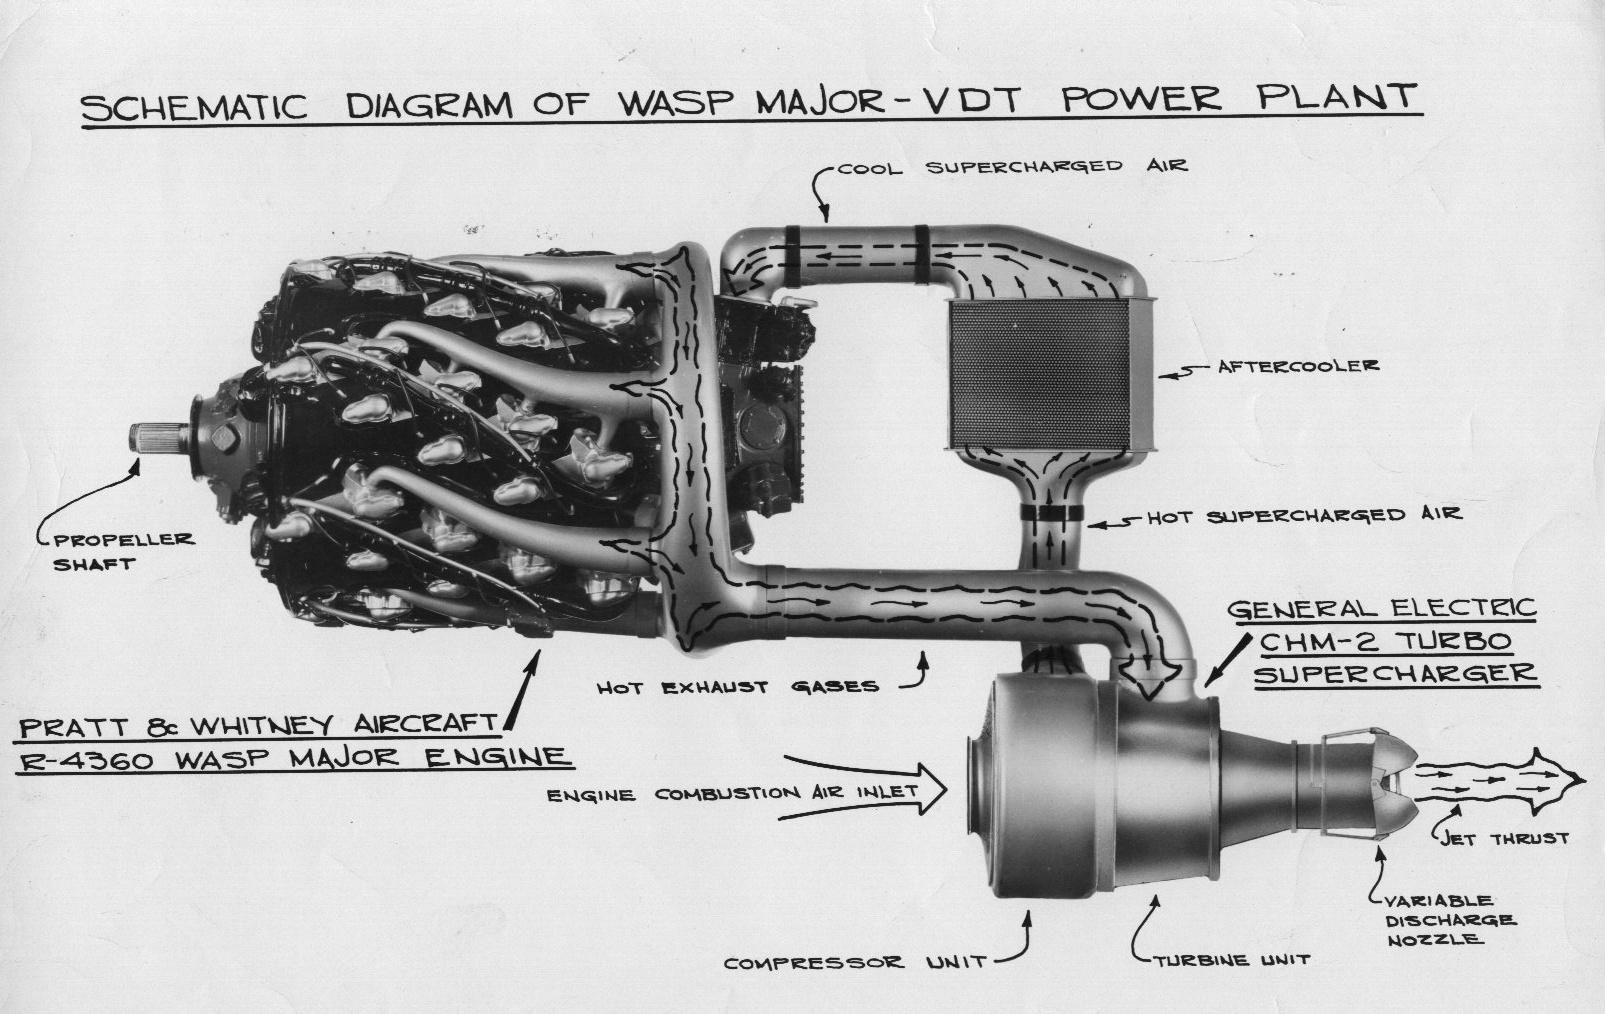 SCHEMATIC DIAGRAM OF WASP MAJOR-VDT POWER PLANT
COOL SUPERCHARGED AIR
AFTERCOOLER
HOT SUPERCHARGED AIR
PROPELLER
SHAFT
GENERAL ELECTRIC
CHM-2 TURBO
SUPERCHARGER
HOT EXHAUST GASES
PRATT & WHITNEY AIRCRAFT
R-4360 WASP MAJOR ENGINE
ENGINE COMBUSTION AIR INLET
JET THRUST
VARIABLE
DISCHARGE
NOZZLE
COMPRESSOR UNIT
TURBINE UNIT